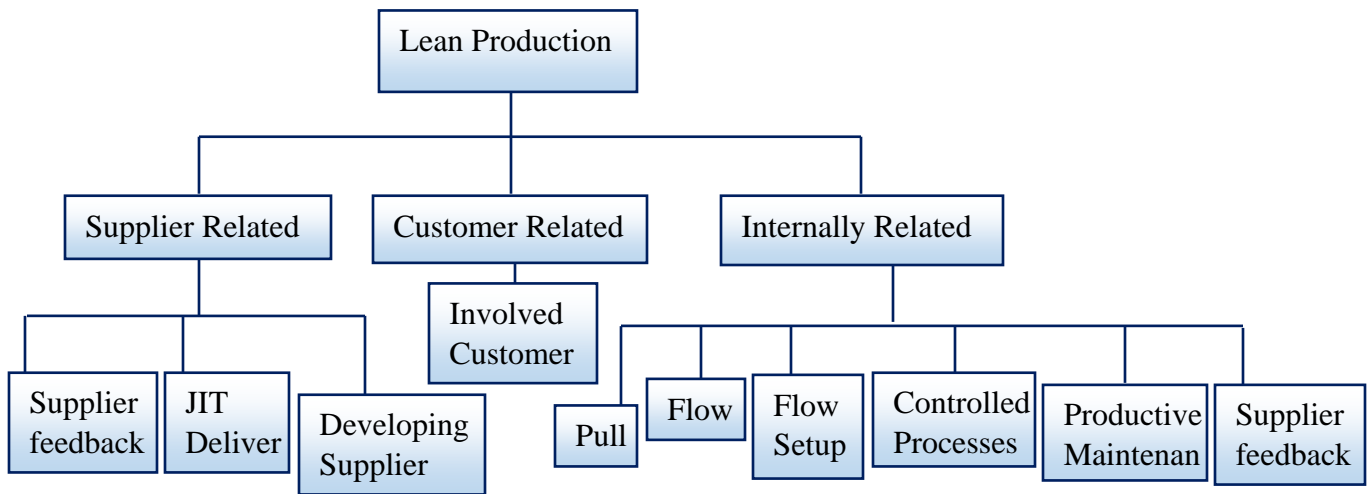 Lean Production
Supplier Related
Customer Related
Internally Related
Involved
Customer
Supplier
feedback
JIT
Deliver
Developing
Supplier
Pull
Flow
Flow
Setup
Controlled
Processes
Productive
Maintenan
Supplier
feedback